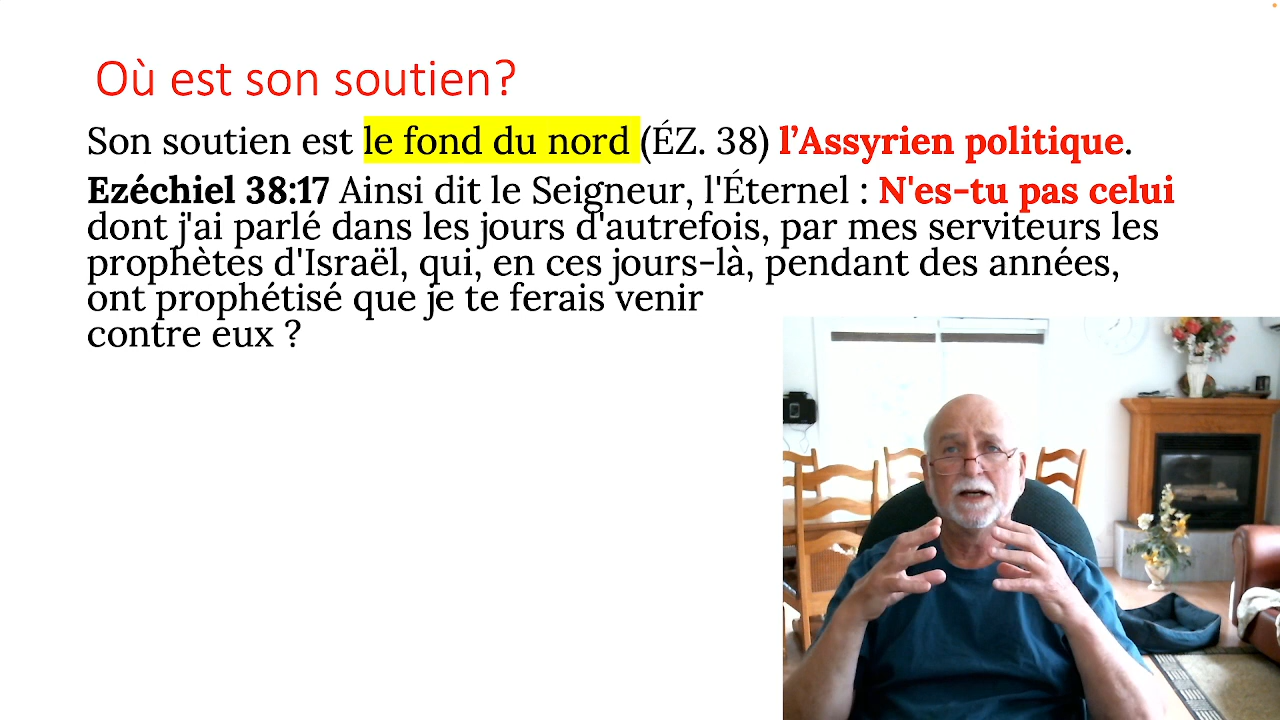 Où est son soutien?
Son soutien est le fond du nord (ÉZ. 38) l’Assyrien politique.
Ezéchiel 38:17 Ainsi dit le Seigneur, l'Éternel : N'es-tu pas celui
dont j'ai parlé dans les jours d'autrefois, par mes serviteurs les
prophètes d'Israël, qui, en ces jours-là, pendant des années,
ont prophétisé que je te ferais venir
contre eux ?